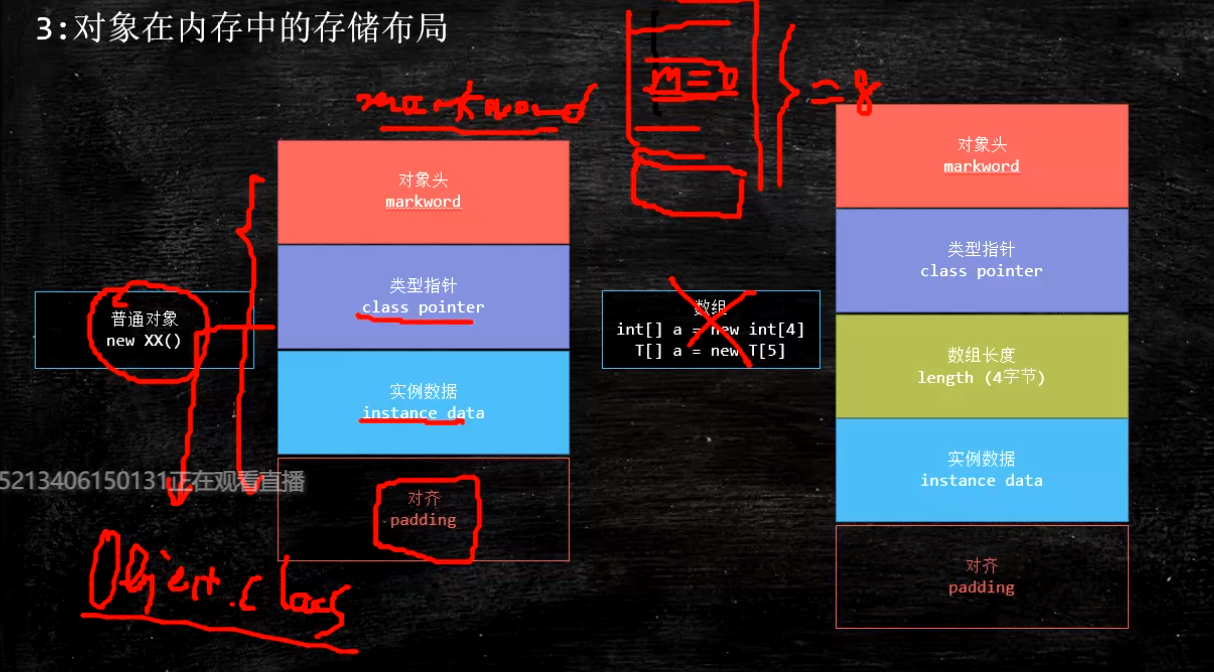 3:对象在内存中的存储布局
markword
m=0
=8
对象头
markword
类型指针
class pointer
实例数据
instance data
对齐
padding
普通对象
new XX()
数组
int[] a = new int[4]
T[] a = new T[5]
对象头
markword
类型指针
class pointer
数组长度
length (4字节)
实例数据
instance data
对齐
padding
5213406150131正在观看直播
Object.class